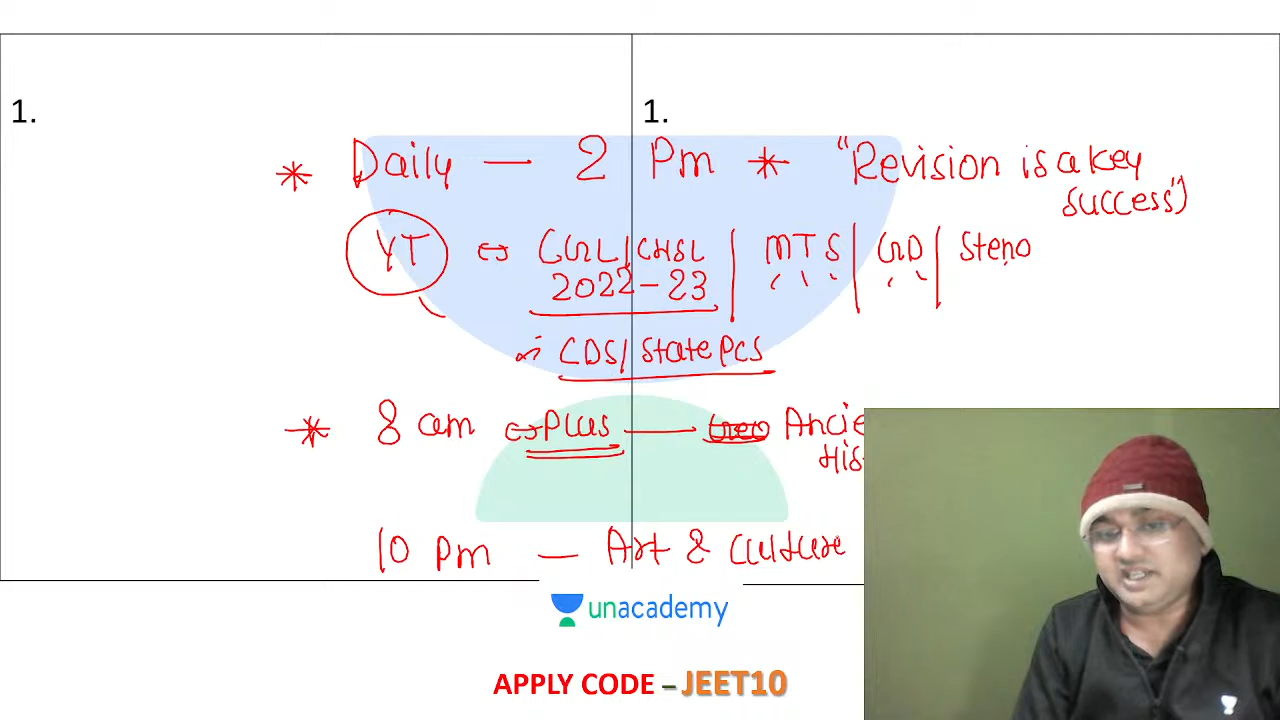 1.
1.
* Daily — 2 Pm * "Revision is a key
success")
YT ⇔ CGL/CHSL | MTS | GD | Steno
2022-23
CDS/State PCS
* 8 am ⇔ Plus — Geo Ancie
His
10 Pm — Art & Culture
unacademy
APPLY CODE – JEET10